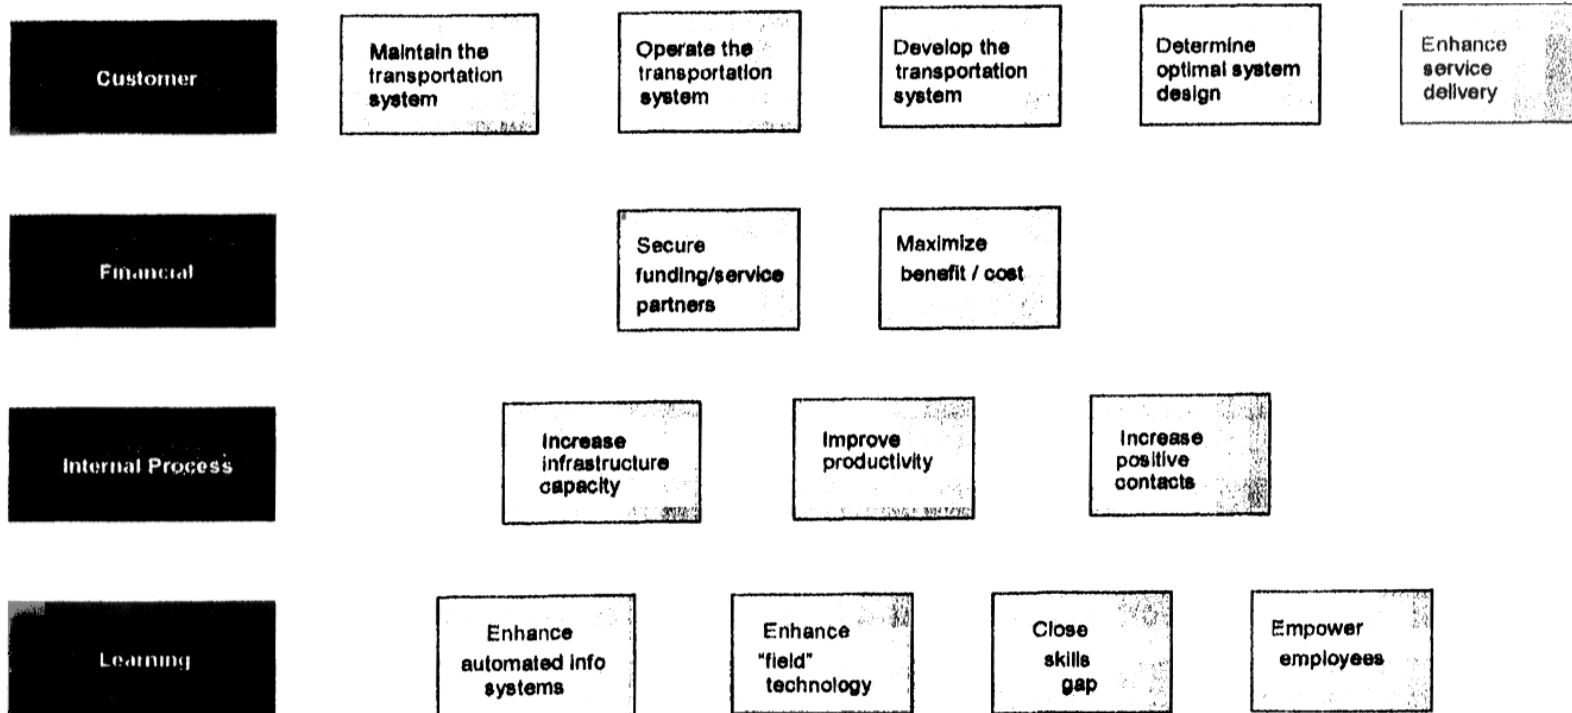 Customer
Maintain the
transportation
system
Operate the
transportation
system
Develop the
transportation
system
Determine
optimal system
design
Enhance
service
delivery
Financial
Secure
funding/service
partners
Maximize
benefit / cost
Internal Process
Increase
infrastructure
capacity
Improve
productivity
Increase
positive
contacts
Learning
Enhance
automated info
systems
Enhance
"field"
technology
Close
skills
gap
Empower
employees